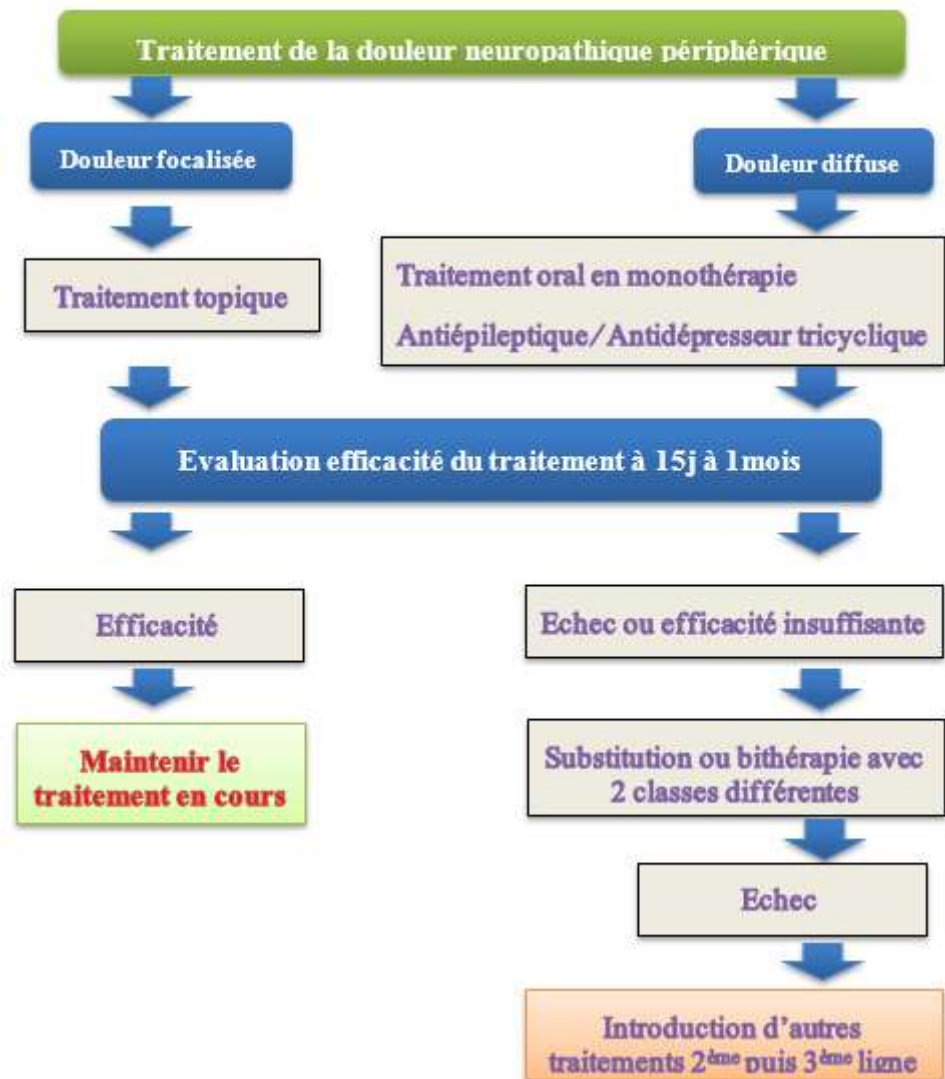 Traitement de la douleur neuropathique périphérique
Douleur focalisée
Douleur diffuse
Traitement topique
Traitement oral en monothérapie
Antiépileptique/Antidépresseur tricyclique
Evaluation efficacité du traitement à 15j à 1mois
Efficacité
Echec ou efficacité insuffisante
Maintenir le
traitement en cours
Substitution ou bithérapie avec
2 classes différentes
Echec
Introduction d’autres
traitements 2ème puis 3ème ligne